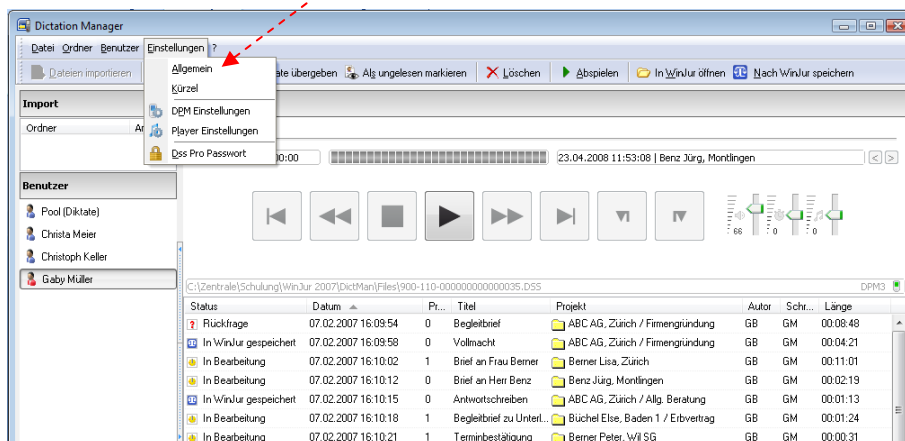 Dictation Manager
Datei Ordner Benutzer Einstellungen ?
Dateien importieren ate übergeben Als ungelesen markieren Löschen Abspielen In WinJur öffnen Nach WinJur speichern
Allgemein
Kürzel
DPM Einstellungen
Player Einstellungen
Dss Pro Passwort
Import
Ordner
:00 23.04.2008 11:53:08 | Benz Jürg, Montlingen
Benutzer
Pool (Diktate)
Christa Meier
Christoph Keller
Gaby Müller
66 0 0
C:\Zentrale\Schulung\WinJur 2007\DictMan\Files\900-110-000000000000035.DSS DPM3
Status Datum Pr... Titel Projekt Autor Schr... Länge
Rückfrage 07.02.2007 16:09:54 0 Begleitbrief ABC AG, Zürich / Firmengründung GB GM 00:08:48
In WinJur gespeichert 07.02.2007 16:09:58 0 Vollmacht ABC AG, Zürich / Firmengründung GB GM 00:04:21
In Bearbeitung 07.02.2007 16:10:02 1 Brief an Frau Berner Berner Lisa, Zürich GB GM 00:11:01
In Bearbeitung 07.02.2007 16:10:12 0 Brief an Herr Benz Benz Jürg, Montlingen GB GM 00:02:19
In WinJur gespeichert 07.02.2007 16:10:15 0 Antwortschreiben ABC AG, Zürich / Allg. Beratung GB GM 00:01:13
In Bearbeitung 07.02.2007 16:10:18 1 Begleitbrief zu Unterl... Büchel Else, Baden 1 / Erbvertrag GB GM 00:01:24
In Bearbeitung 07.02.2007 16:10:21 1 Terminbestätigung Berner Peter, Wil SG GB GM 00:00:31